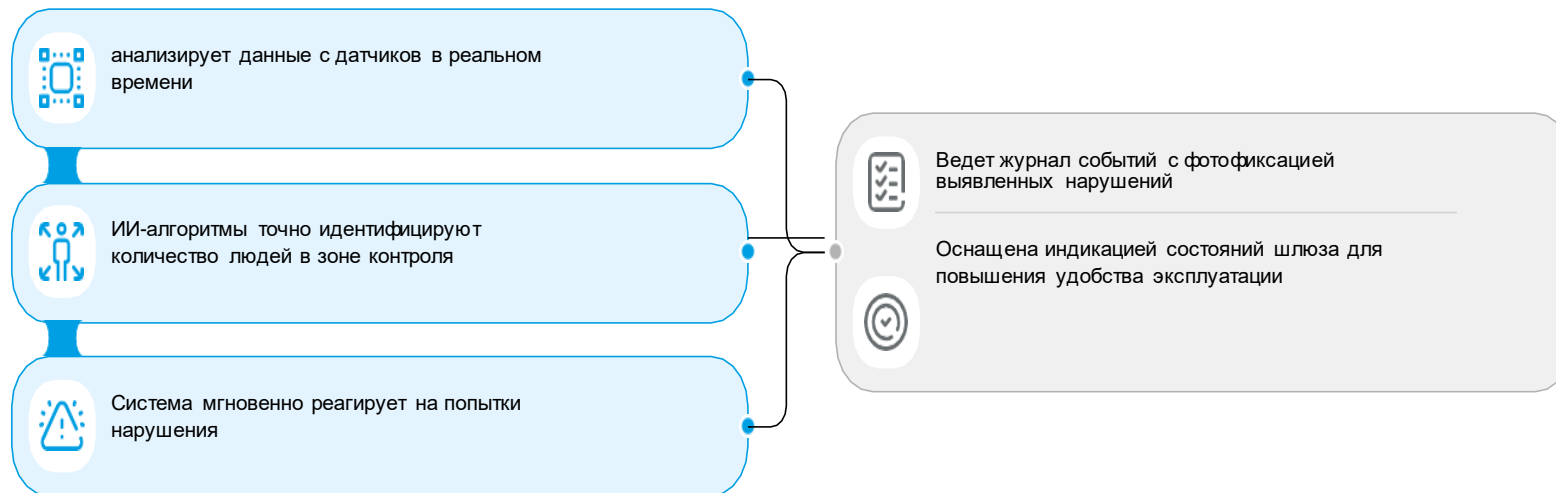 анализирует данные с датчиков в реальном
времени
ИИ-алгоритмы точно идентифицируют
количество людей в зоне контроля
Система мгновенно реагирует на попытки
нарушения
Ведет журнал событий с фотофиксацией
выявленных нарушений
Оснащена индикацией состояний шлюза для
повышения удобства эксплуатации